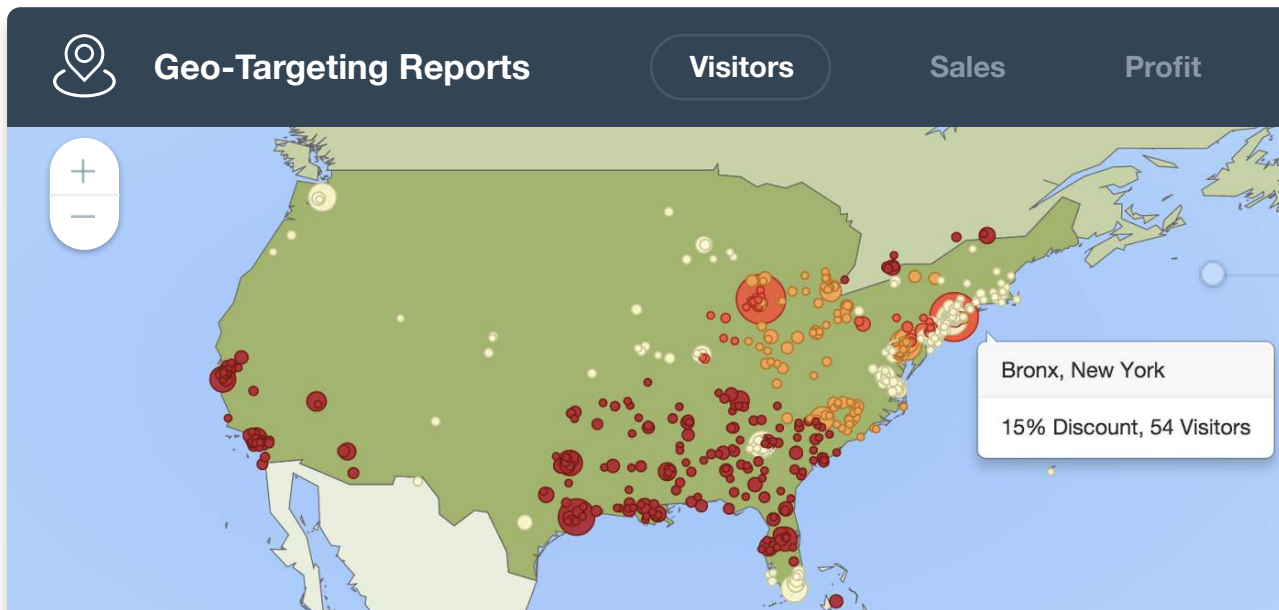 Geo-Targeting Reports
Visitors
Sales
Profit
+
−
Bronx, New York
15% Discount, 54 Visitors